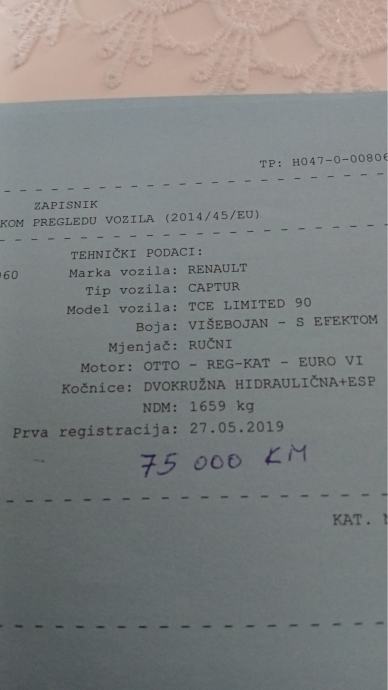 TP: H047-0-00806
ZAPISNIK
KOM PREGLEDU VOZILA (2014/45/EU)
TEHNIČKI PODACI:
060 Marka vozila: RENAULT
Tip vozila: CAPTUR
Model vozila: TCE LIMITED 90
Boja: VIŠEBOJAN - S EFEKTOM
Mjenjač: RUČNI
Motor: OTTO - REG-KAT - EURO VI
Kočnice: DVOKRUŽNA HIDRAULIČNA+ESP
NDM: 1659 kg
Prva registracija: 27.05.2019
75 000 KM
KAT.